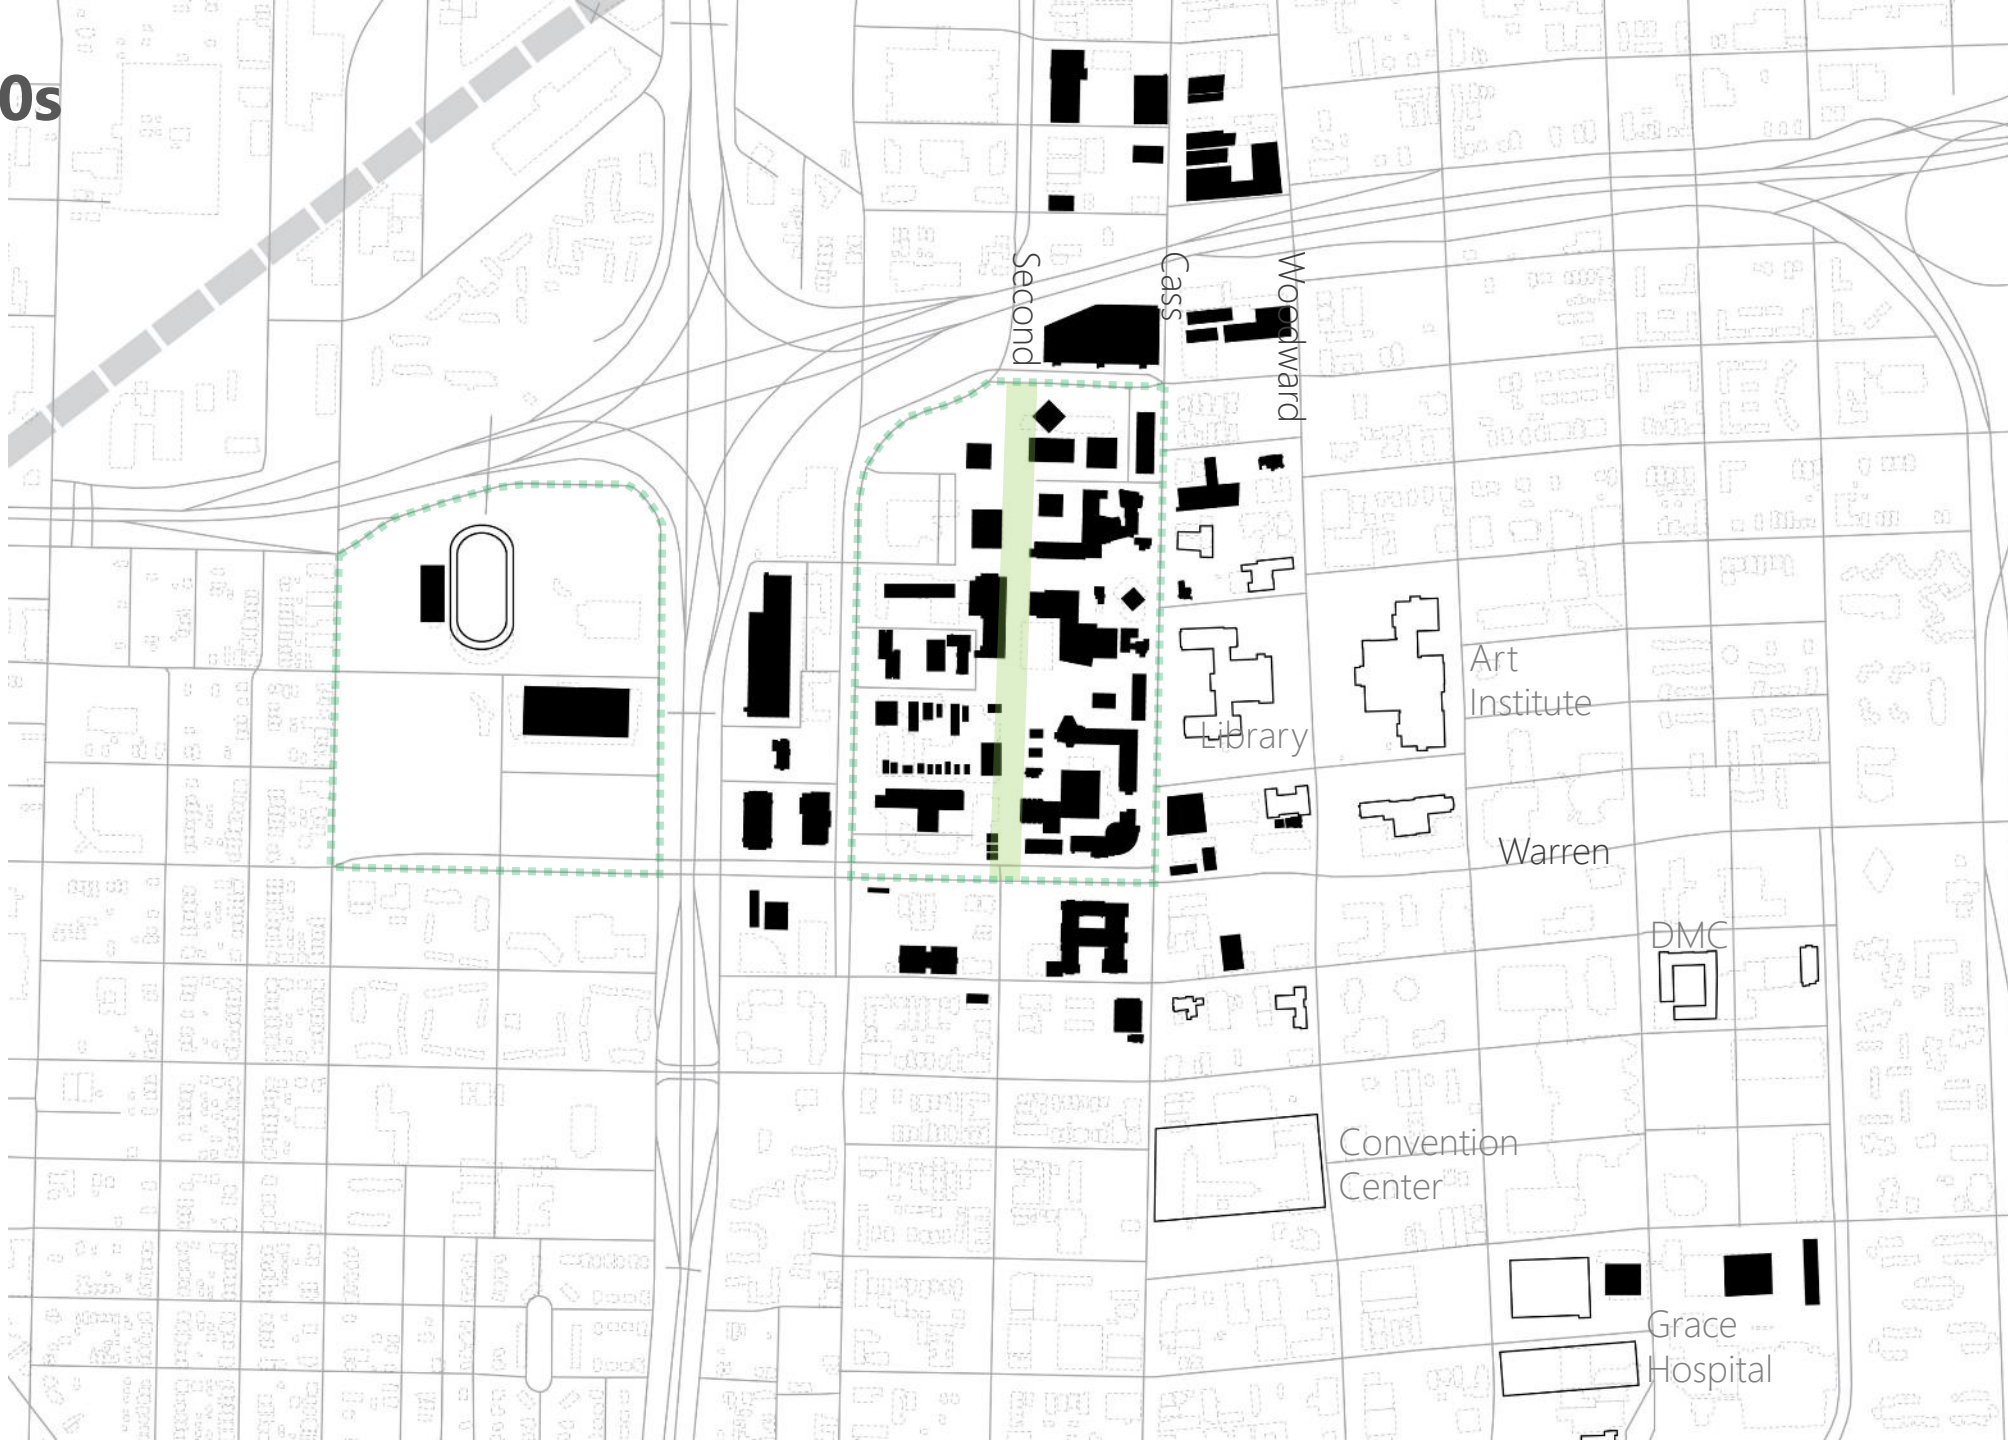 0s
Second
Cass
Woodward
Art
Institute
Library
Warren
DMC
Convention
Center
Grace
Hospital